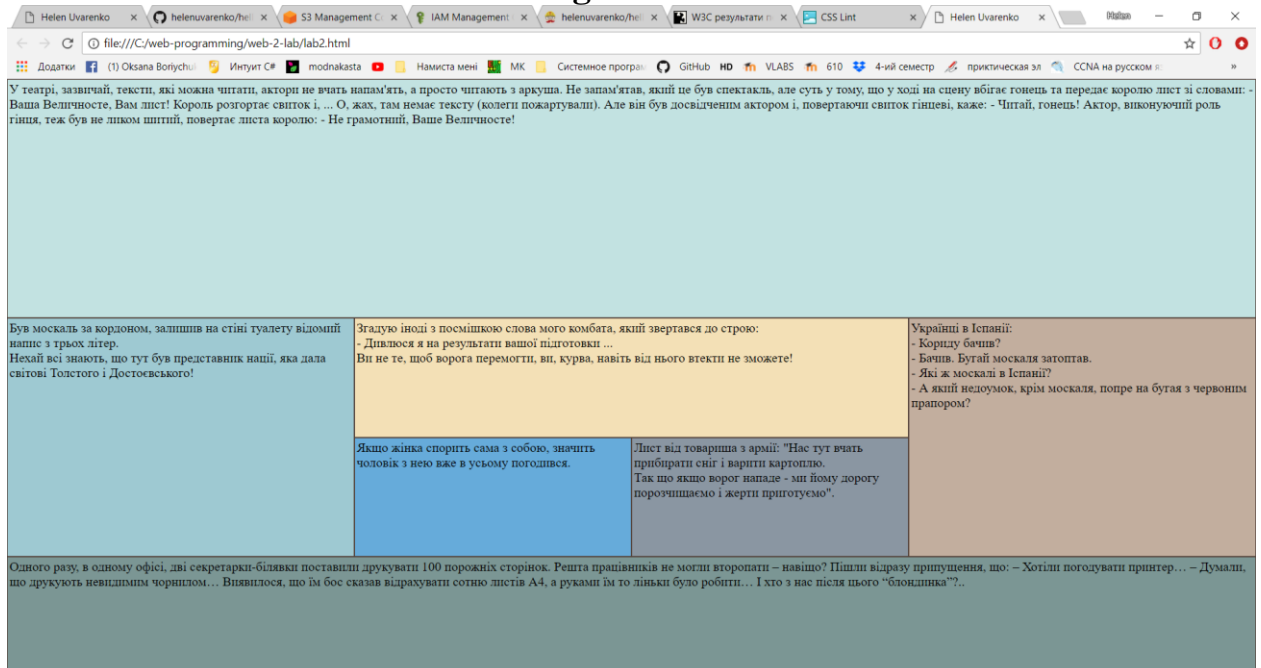 Helen Uvarenko
helenuvarenko/hel
S3 Management C
IAM Management
helenuvarenko/hel
W3C результати п
CSS Lint
Helen Uvarenko
file:///C:/web-programming/web-2-lab/lab2.html
Додатки
(1) Oksana Boriychu
Интуит C#
modnakasta
Намиста мені
МК
Системное програм
GitHub
HD
VLABS
610
4-ий семестр
приктическая эл
CCNA на русском я
»
У театрі, зазвичай, тексти, які можна читати, актори не вчать напам'ять, а просто читають з аркуша. Не запам'ятав, який це був спектакль, але суть у тому, що у ході на сцену вбігає гонець та передає королю лист зі словами: -
Ваша Величносте, Вам лист! Король розгортає свиток і, ... О, жах, там немає тексту (колеги пожартували). Але він був досвідченим актором і, повертаючи свиток гінцеві, каже: - Читай, гонець! Актор, виконуючий роль
гінця, теж був не ликом шитий, повертає листа королю: - Не грамотний, Ваше Величносте!
Був москаль за кордоном, залишив на стіні туалету відомий
напис з трьох літер.
Нехай всі знають, що тут був представник нації, яка дала
світові Толстого і Достоєвського!
Згадую іноді з посмішкою слова мого комбата, який звертався до строю:
- Дивлюся я на результати вашої підготовки ...
Ви не те, щоб ворога перемогти, ви, курва, навіть від нього втекти не зможете!
Українці в Іспанії:
- Кориду бачив?
- Бачив. Бугай москаля затоптав.
- Які ж москалі в Іспанії?
- А який недоумок, крім москаля, попре на бугая з червоним
прапором?
Якщо жінка спорить сама з собою, значить
чоловік з нею вже в усьому погодився.
Лист від товариша з армії: "Нас тут вчать
прибирати сніг і варити картоплю.
Так що якщо ворог нападе - ми йому дорогу
порозчищаємо і жерти приготуємо".
Одного разу, в одному офісі, дві секретарки-білявки поставили друкувати 100 порожніх сторінок. Решта працівників не могли второпати – навіщо? Пішли відразу припущення, що: – Хотіли погодувати принтер… – Думали,
що друкують невидимим чорнилом… Виявилося, що їм бос сказав відрахувати сотню листів А4, а руками їм то ліньки було робити… І хто з нас після цього “блондинка”?..